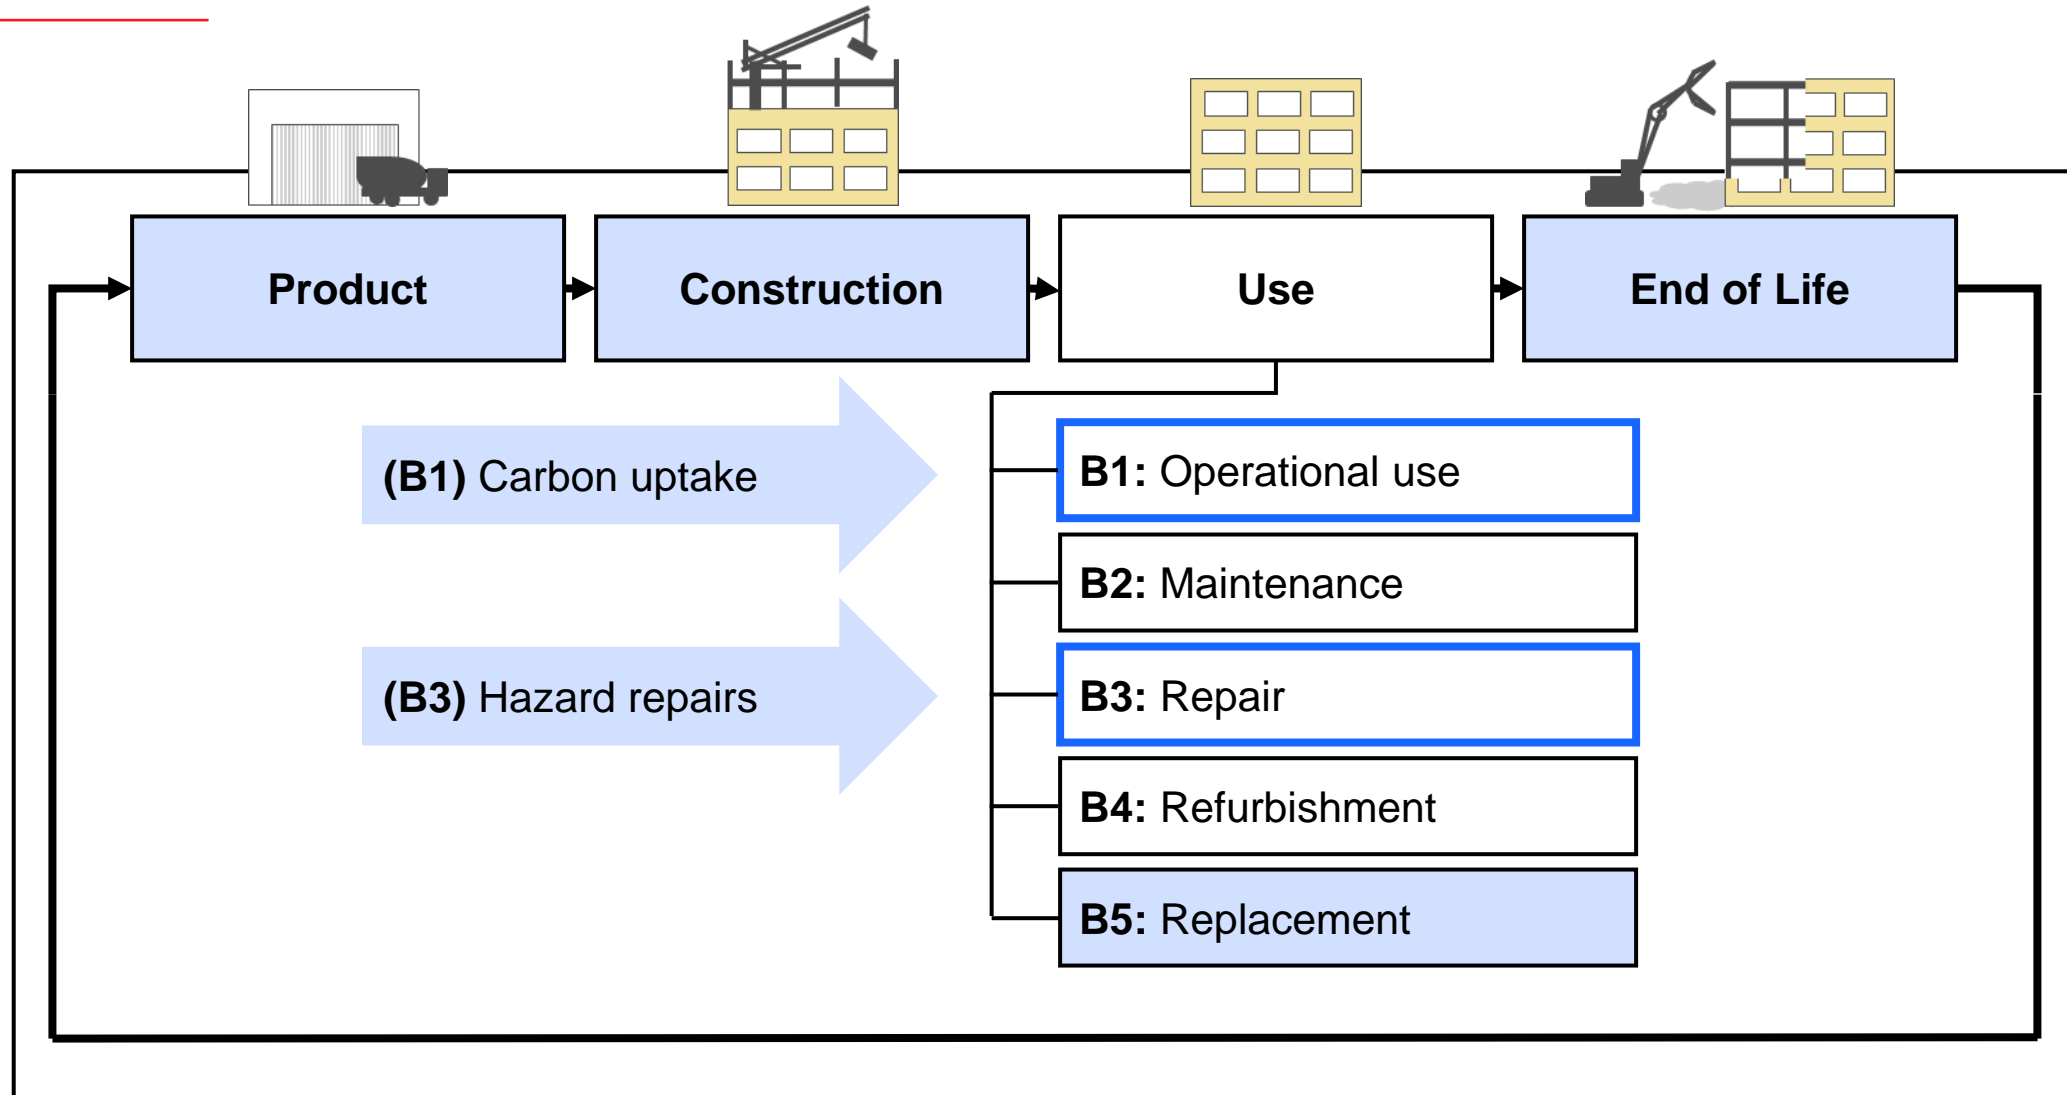 Product
Construction
Use
End of Life
(B1) Carbon uptake
(B3) Hazard repairs
B1: Operational use
B2: Maintenance
B3: Repair
B4: Refurbishment
B5: Replacement